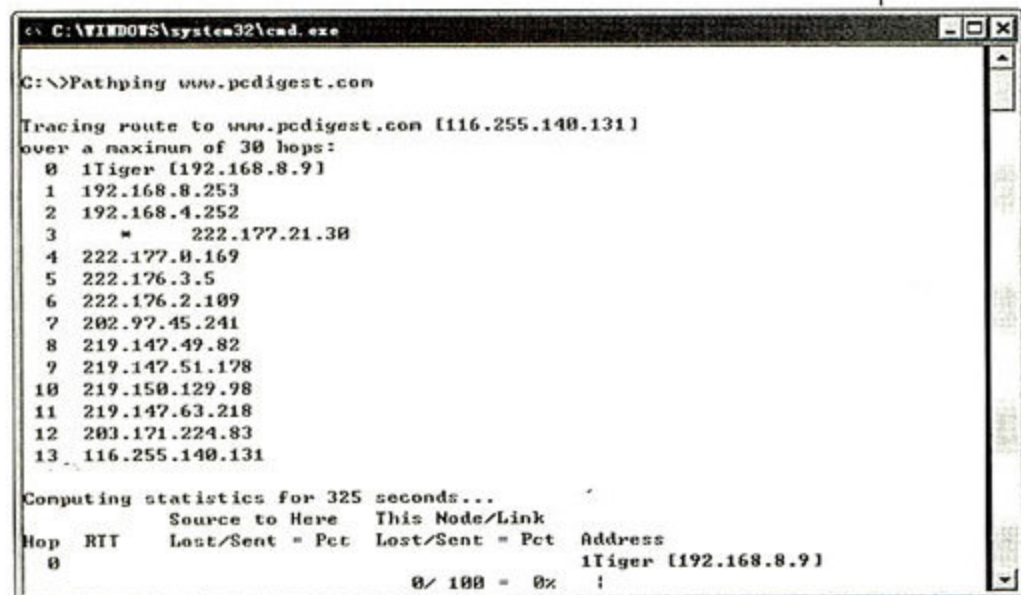 C:\WINDOWS\system32\cmd.exe
C:\>Pathping www.pcdigest.com
Tracing route to www.pcdigest.com [116.255.140.131]
over a maximum of 30 hops:
0 1Tiger [192.168.8.9]
1 192.168.8.253
2 192.168.4.252
3 * 222.177.21.30
4 222.177.0.169
5 222.176.3.5
6 222.176.2.109
7 202.97.45.241
8 219.147.49.82
9 219.147.51.178
10 219.150.129.98
11 219.147.63.218
12 203.171.224.83
13 116.255.140.131
Computing statistics for 325 seconds...
Source to Here This Node/Link
Hop RTT Lost/Sent = Pct Lost/Sent = Pct Address
0 1Tiger [192.168.8.9]
0/ 100 = 0% |